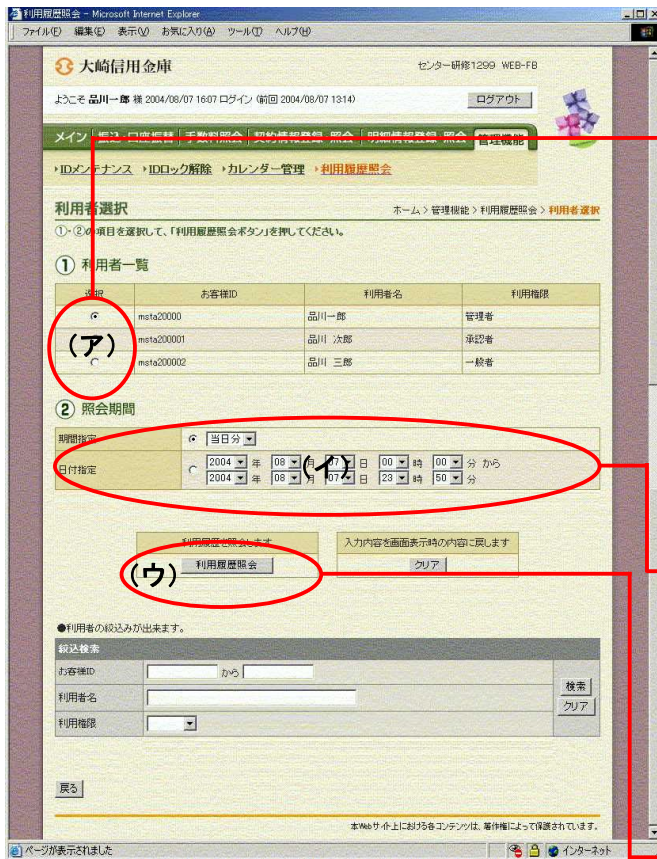 利用履歴照会 - Microsoft Internet Explorer
ファイル(F) 編集(E) 表示(V) お気に入り(A) ツール(T) ヘルプ(H)
大崎信用金庫
センター研修1299 WEB-FB
ようこそ 品川一郎 様 2004/08/07 16:07 ログイン (前回 2004/08/07 13:14)
ログアウト
メイン 振込・口座振替 手数料照会 契約情報登録・照会 明細情報登録・照会 管理機能
IDメンテナンス IDロック解除 カレンダー管理 利用履歴照会
利用者選択
ホーム > 管理機能 > 利用履歴照会 > 利用者選択
①・②の項目を選択して、「利用履歴照会ボタン」を押してください。
① 利用者一覧
選択 お客様ID 利用者名 利用権限
msta20000 品川一郎 管理者
msta200001 品川 次郎 承認者
msta200002 品川 三郎 一般者
(ア)
② 照会期間
期間指定 当日分
日付指定 2004 年 08 月 07 日 00 時 00 分 から
2004 年 08 月 07 日 23 時 50 分
(イ)
利用履歴を照会します 入力内容を画面表示時の内容に戻します
(ウ) 利用履歴照会 クリア
●利用者の絞込みが出来ます。
絞込検索
お客様ID から
利用者名
利用権限
検索
クリア
戻る
本Webサイト上における各コンテンツは、著作権によって保護されています。
ページが表示されました インターネット